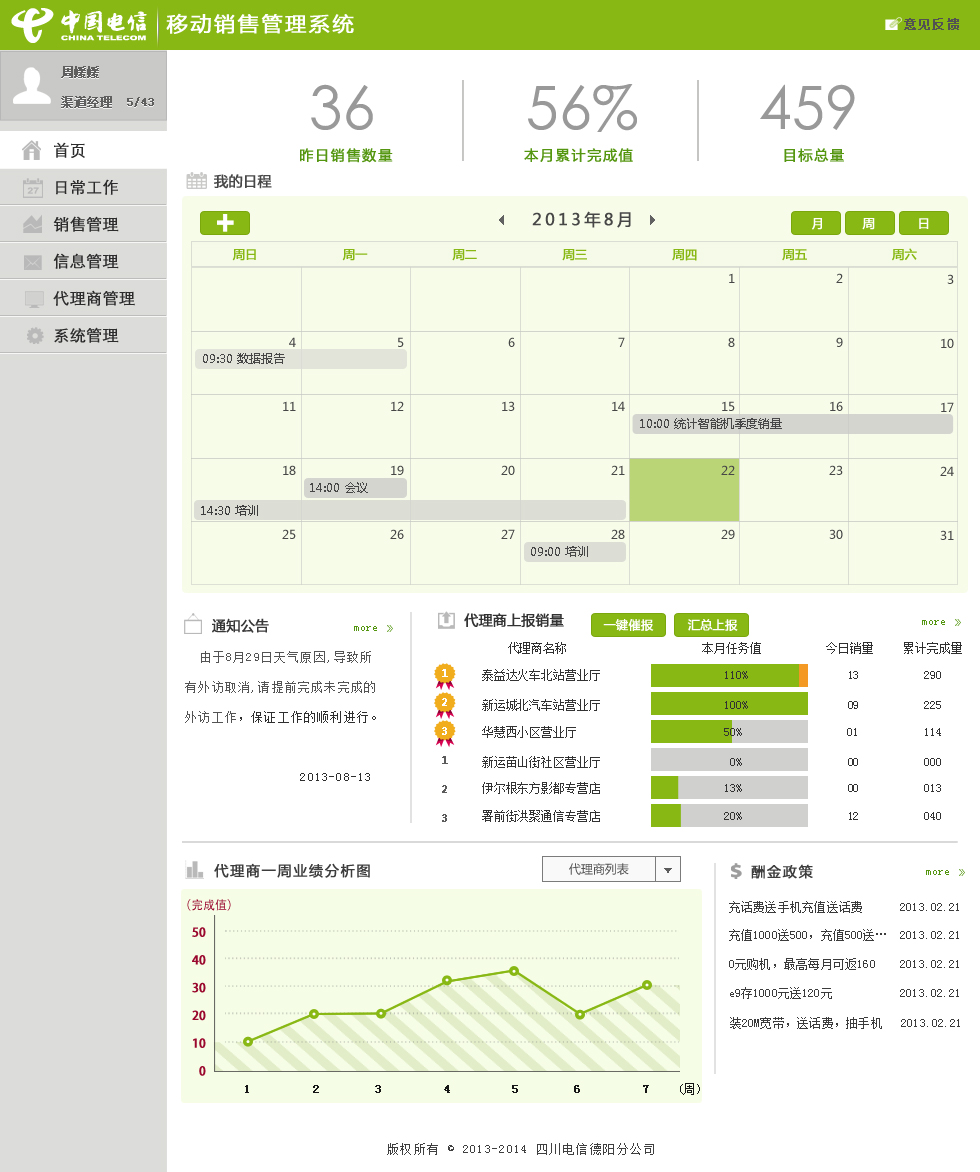 中国电信 CHINA TELECOM 移动销售管理系统
意见反馈
周媛媛
渠道经理 5/43
首页
27 日常工作
销售管理
信息管理
代理商管理
系统管理
36 56% 459
昨日销售数量 本月累计完成值 目标总量
我的日程
2013年8月
月 周 日
周日 周一 周二 周三 周四 周五 周六
1 2 3
4 5 6 7 8 9 10
09:30 数据报告
11 12 13 14 15 16 17
10:00 统计智能机季度销量
18 19 20 21 22 23 24
14:00 会议
14:30 培训
25 26 27 28 29 30 31
09:00 培训
通知公告 more
由于8月29日天气原因,导致所
有外访取消,请提前完成未完成的
外访工作，保证工作的顺利进行。
2013-08-13
代理商上报销量 一键催报 汇总上报 more
代理商名称 本月任务值 今日销量 累计完成量
1 泰益达火车北站营业厅 110% 13 290
2 新运城北汽车站营业厅 100% 09 225
3 华慧西小区营业厅 50% 01 114
1 新运苗山街社区营业厅 0% 00 000
2 伊尔根东方影都专营店 13% 00 013
3 署前街洪聚通信专营店 20% 12 040
代理商一周业绩分析图 代理商列表
(完成值)
50
40
30
20
10
0
1 2 3 4 5 6 7 (周)
$ 酬金政策 more
充话费送手机充值送话费 2013.02.21
充值1000送500，充值500送… 2013.02.21
0元购机，最高每月可返160 2013.02.21
e9存1000元送120元 2013.02.21
装20M宽带，送话费，抽手机 2013.02.21
版权所有 © 2013-2014 四川电信德阳分公司